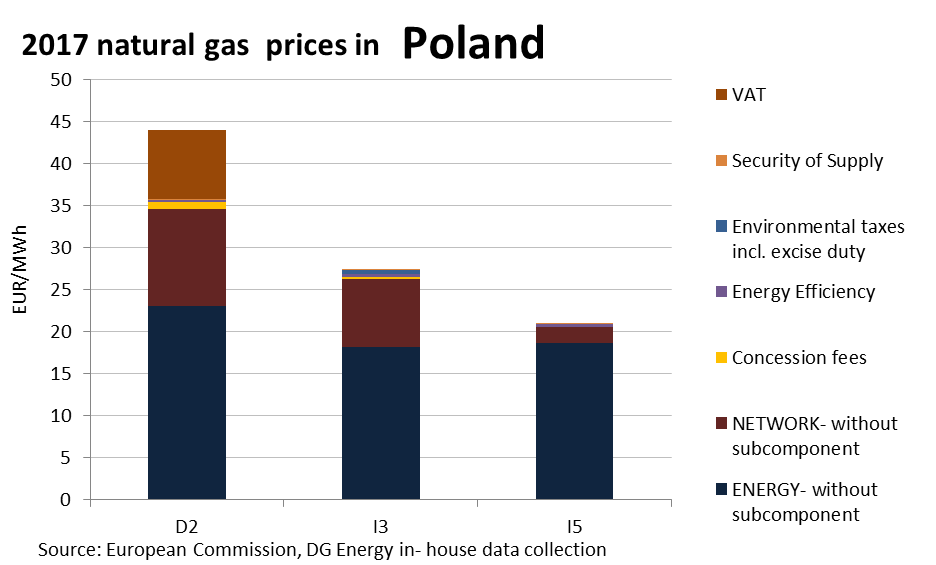 2017 natural gas  prices in  Poland
50
45
40
35
30
25
20
15
10
5
0
EUR/MWh
D2
I3
I5
VAT
Security of Supply
Environmental taxes
incl. excise duty
Energy Efficiency
Concession fees
NETWORK- without
subcomponent
ENERGY- without
subcomponent
Source: European Commission, DG Energy in- house data collection